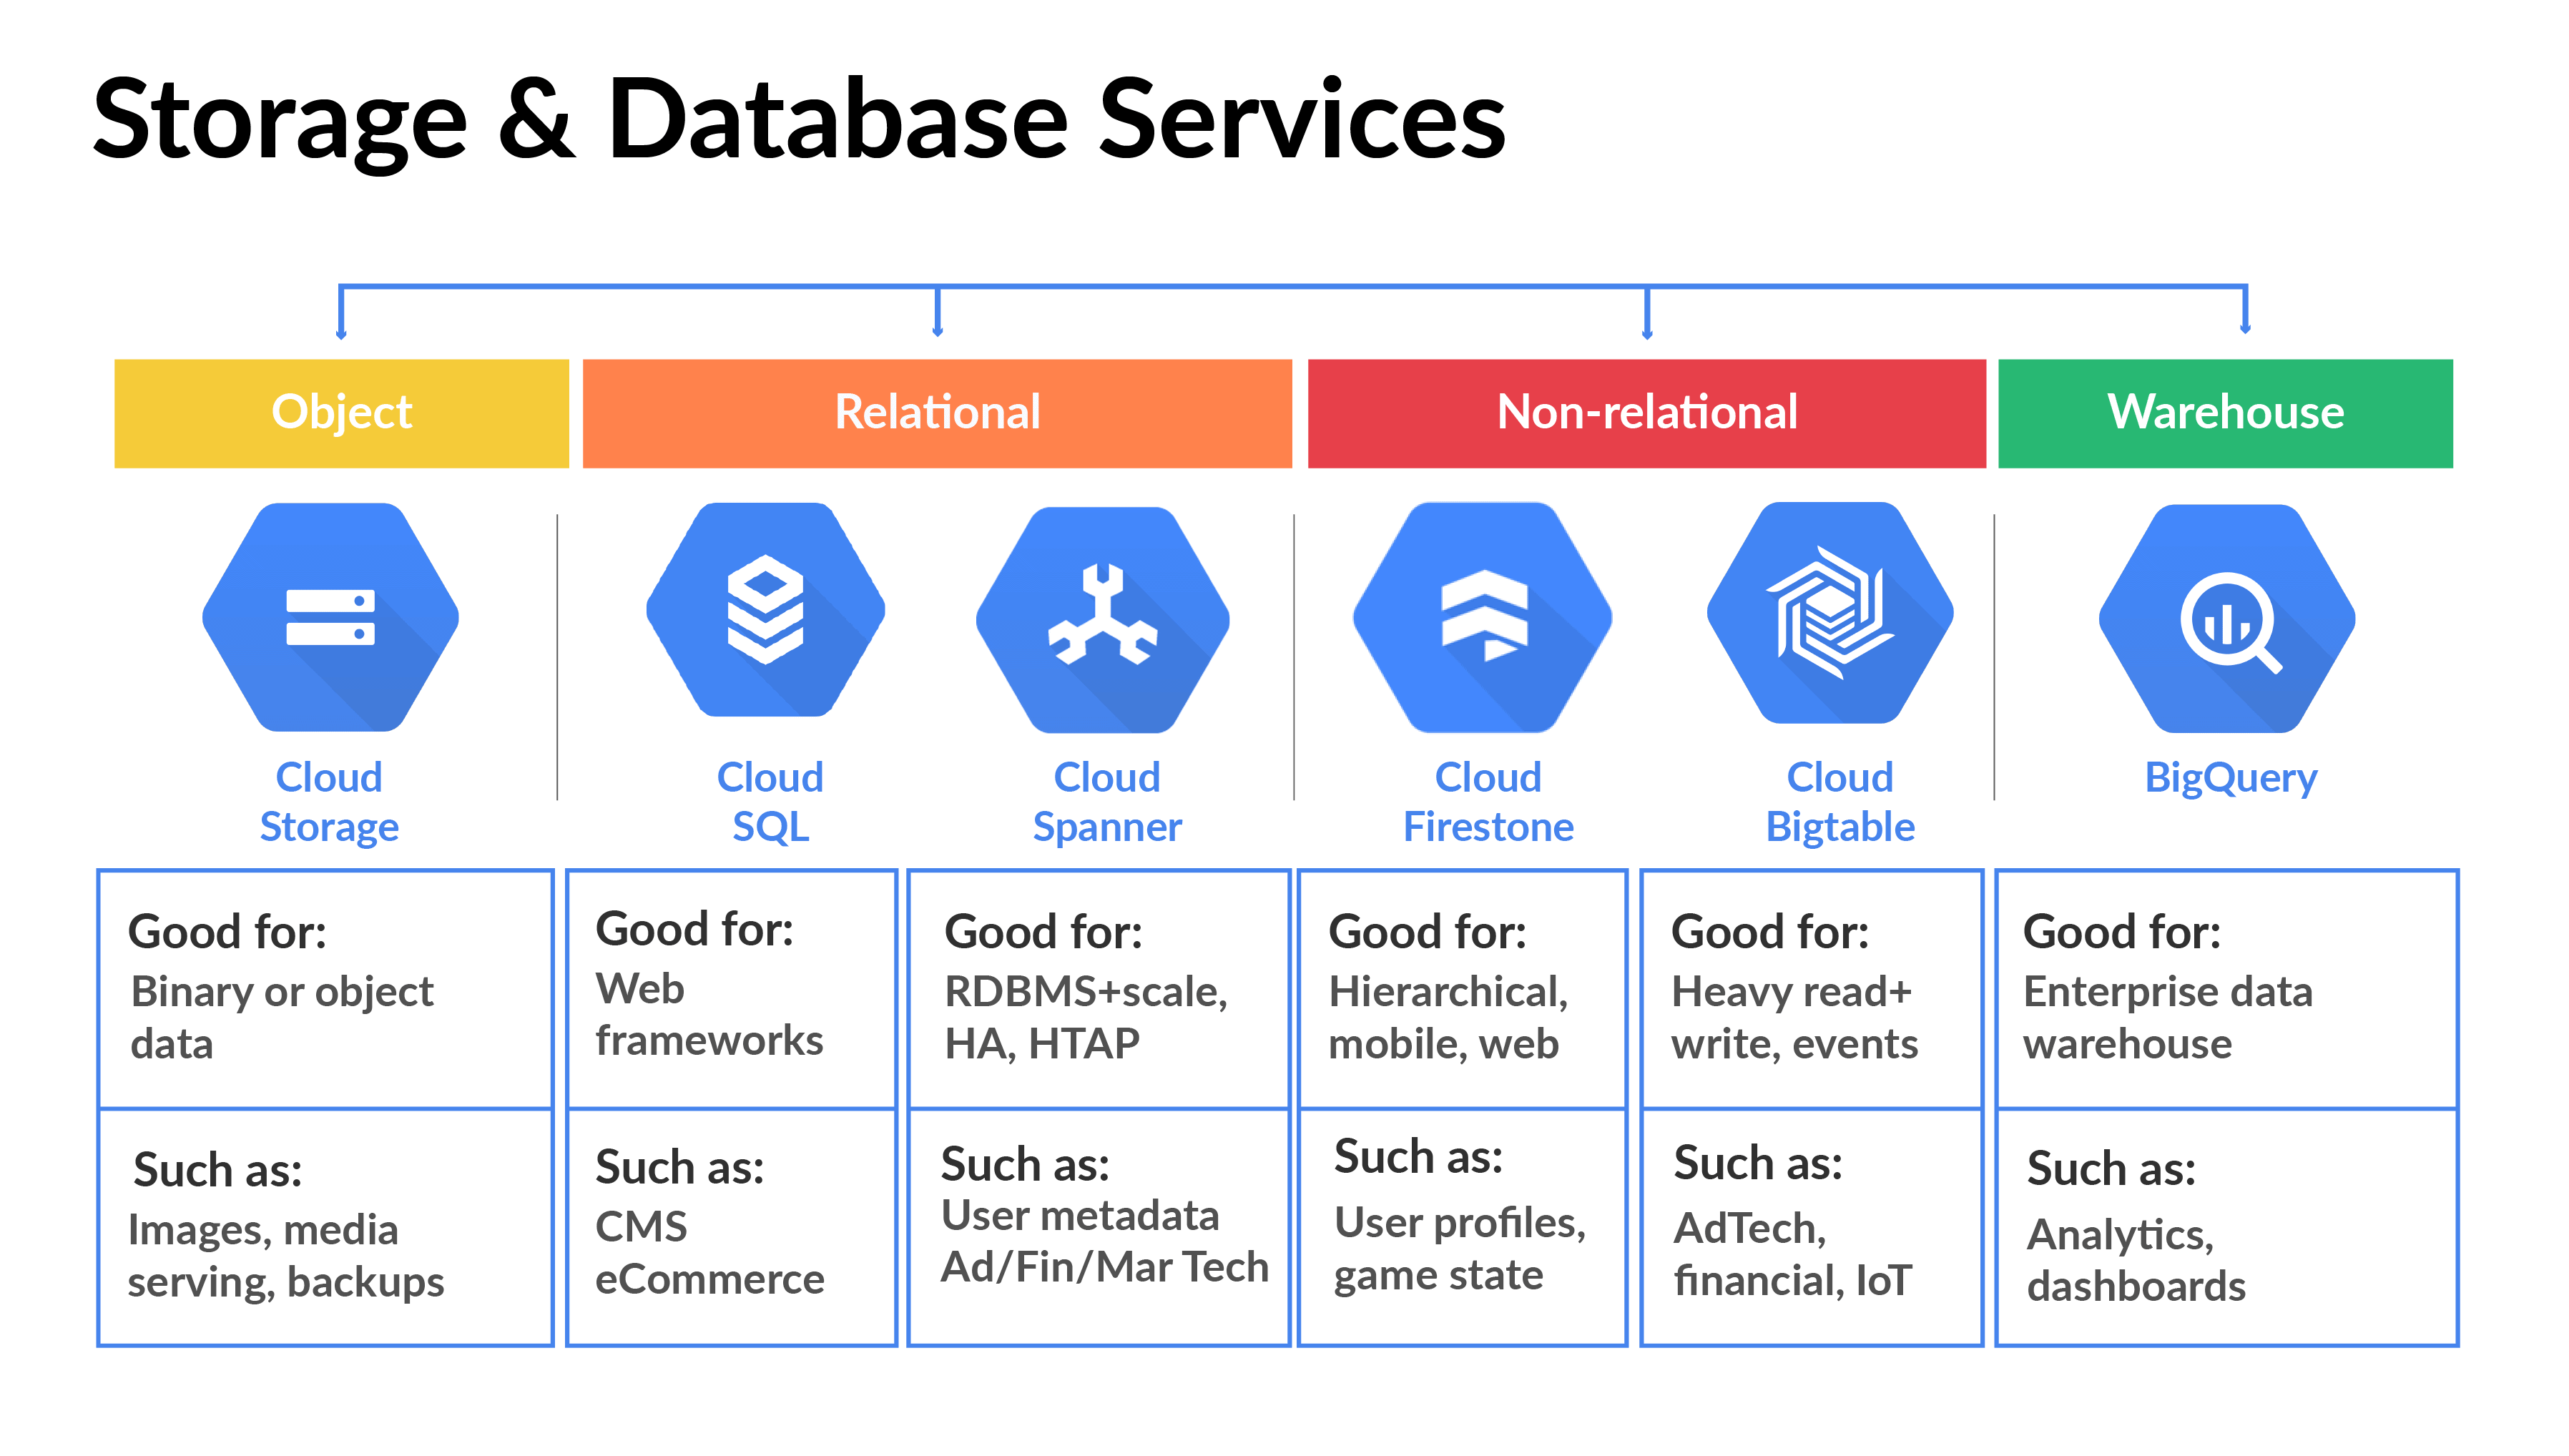 Storage & Database Services
Object
Relational
Non-relational
Warehouse
Cloud
Storage
Cloud
SQL
Cloud
Spanner
Cloud
Firestone
Cloud
Bigtable
BigQuery
Good for:
Binary or object
data
Good for:
Web
frameworks
Good for:
RDBMS+scale,
HA, HTAP
Good for:
Hierarchical,
mobile, web
Good for:
Heavy read+
write, events
Good for:
Enterprise data
warehouse
Such as:
Images, media
serving, backups
Such as:
CMS
eCommerce
Such as:
User metadata
Ad/Fin/Mar Tech
Such as:
User profiles,
game state
Such as:
AdTech,
financial, IoT
Such as:
Analytics,
dashboards